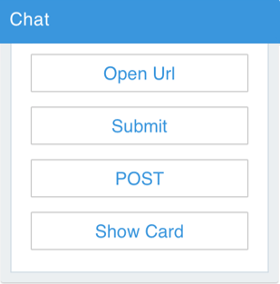 Chat
Open Url
Submit
POST
Show Card